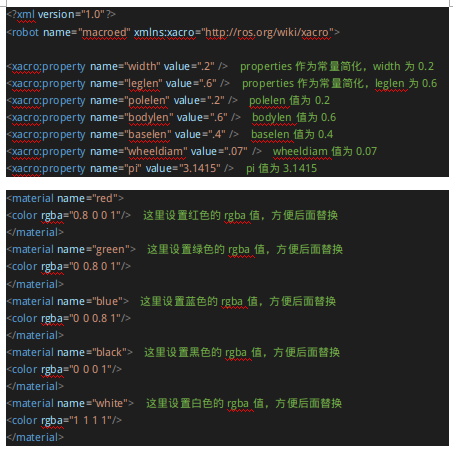 <?xml version="1.0"?>
<robot name="macroed" xmlns:xacro="http://ros.org/wiki/xacro">
<xacro:property name="width" value=".2" /> properties 作为常量简化，width 为 0.2
<xacro:property name="leglen" value=".6" /> properties 作为常量简化，leglen 为 0.6
<xacro:property name="polelen" value=".2" /> polelen 值为 0.2
<xacro:property name="bodylen" value=".6" /> bodylen 值为 0.6
<xacro:property name="baselen" value=".4" /> baselen 值为 0.4
<xacro:property name="wheeldiam" value=".07" /> wheeldiam 值为 0.07
<xacro:property name="pi" value="3.1415" /> pi 值为 3.1415
<material name="red">
<color rgba="0.8 0 0 1"/> 这里设置红色的 rgba 值，方便后面替换
</material>
<material name="green"> 这里设置绿色的 rgba 值，方便后面替换
<color rgba="0 0.8 0 1"/>
</material>
<material name="blue"> 这里设置蓝色的 rgba 值，方便后面替换
<color rgba="0 0 0.8 1"/>
</material>
<material name="black"> 这里设置黑色的 rgba 值，方便后面替换
<color rgba="0 0 0 1"/>
</material>
<material name="white"> 这里设置白色的 rgba 值，方便后面替换
<color rgba="1 1 1 1"/>
</material>